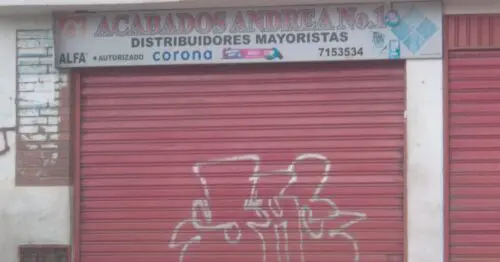 ACABADOS ANDREA No.1
DISTRIBUIDORES MAYORISTAS
ALFA • AUTORIZADO corona 7153534